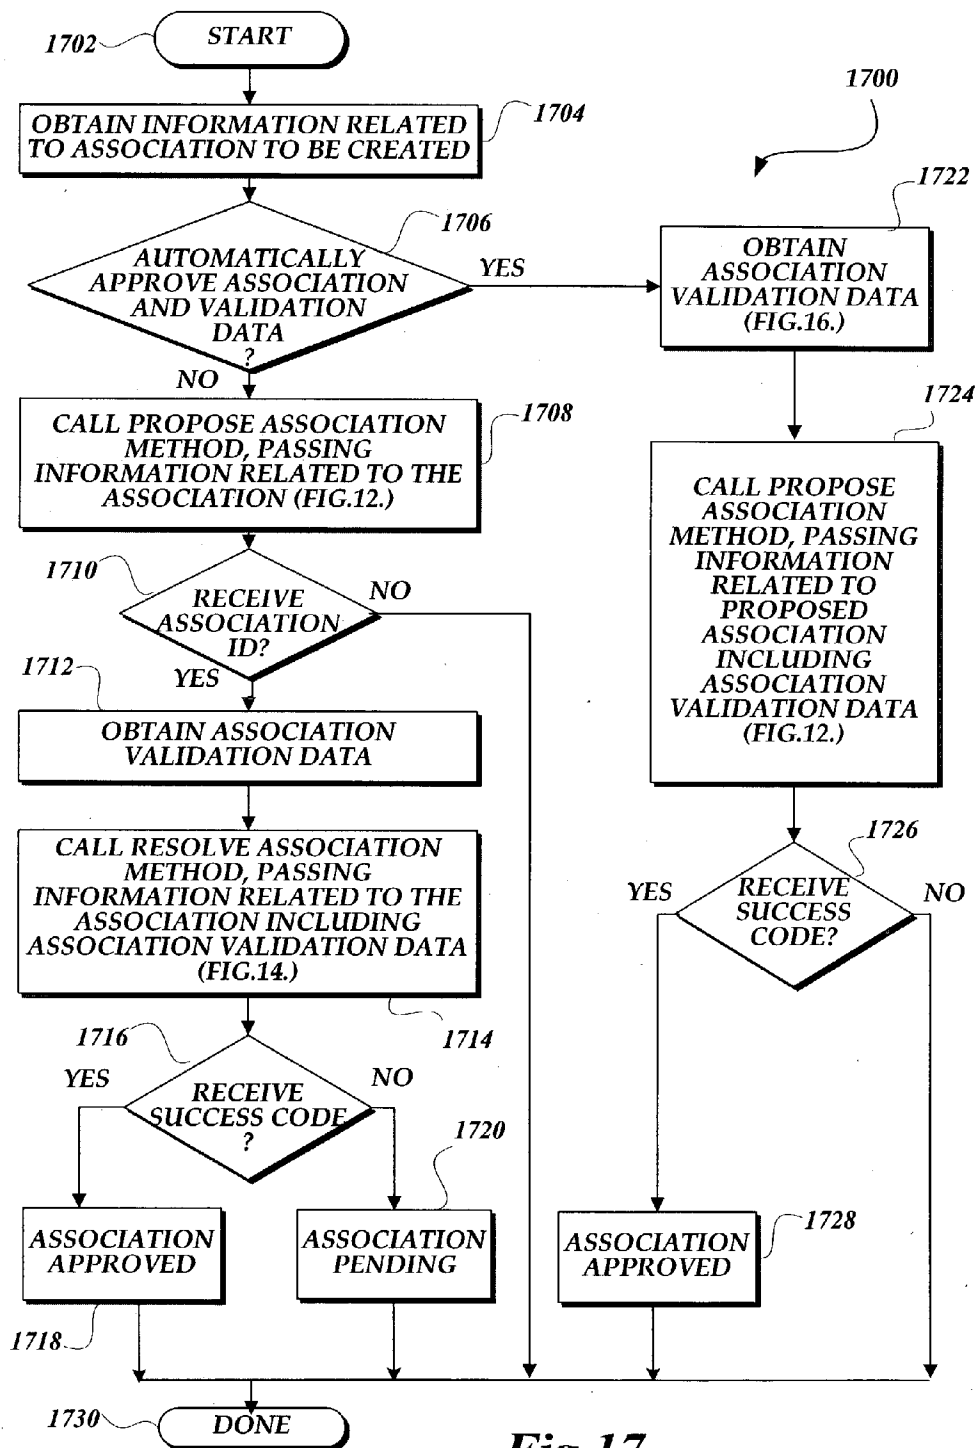 START
1702
1700
OBTAIN INFORMATION RELATED
TO ASSOCIATION TO BE CREATED
1704
AUTOMATICALLY
APPROVE ASSOCIATION
AND VALIDATION
DATA
?
1706
YES
NO
OBTAIN
ASSOCIATION
VALIDATION DATA
(FIG.16.)
1722
CALL PROPOSE ASSOCIATION
METHOD, PASSING
INFORMATION RELATED TO THE
ASSOCIATION (FIG.12.)
1708
CALL PROPOSE
ASSOCIATION
METHOD, PASSING
INFORMATION
RELATED TO
PROPOSED
ASSOCIATION
INCLUDING
ASSOCIATION
VALIDATION DATA
(FIG.12.)
1724
1710
RECEIVE
ASSOCIATION
ID?
NO
YES
1712
OBTAIN ASSOCIATION
VALIDATION DATA
CALL RESOLVE ASSOCIATION
METHOD, PASSING
INFORMATION RELATED TO THE
ASSOCIATION INCLUDING
ASSOCIATION VALIDATION DATA
(FIG.14.)
1714
1726
YES
RECEIVE
SUCCESS
CODE?
NO
1716
YES
RECEIVE
SUCCESS CODE
?
NO
1720
ASSOCIATION
APPROVED
1718
ASSOCIATION
PENDING
ASSOCIATION
APPROVED
1728
1730
DONE
Fig.17.